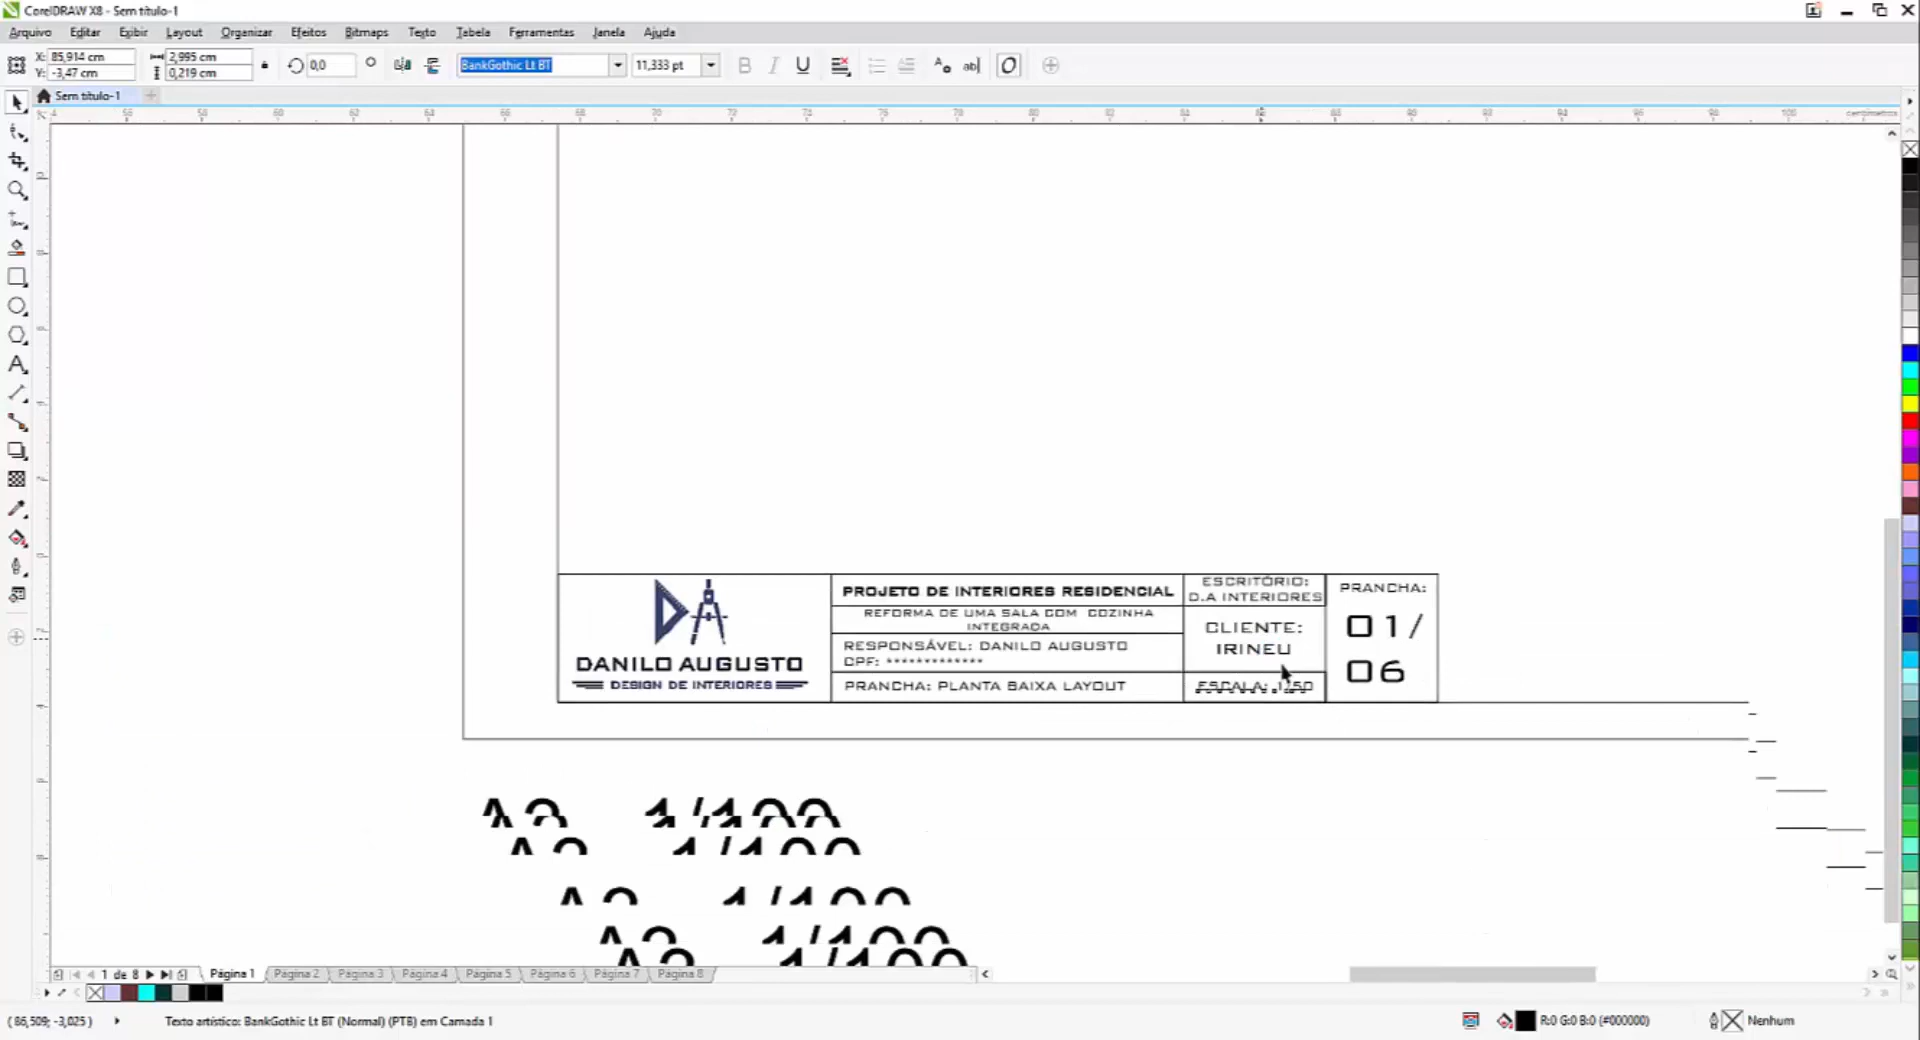 CorelDRAW X8 - Sem título-1
Arquivo Editar Exibir Layout Organizar Efeitos Bitmaps Texto Tabela Ferramentas Janela Ajuda
X: 85,914 cm 2,995 cm 0,0 BankGothic Lt BT 11,333 pt
Y: -3,47 cm 0,219 cm
Sem título-1
centímetros
PROJETO DE INTERIORES RESIDENCIAL
REFORMA DE UMA SALA COM COZINHA
INTEGRADA
RESPONSÁVEL: DANILO AUGUSTO
CPF: *************
PRANCHA: PLANTA BAIXA LAYOUT
DA
DANILO AUGUSTO
DESIGN DE INTERIORES
ESCRITÓRIO:
D.A INTERIORES
CLIENTE:
IRINEU
ESCALA: 1/50
PRANCHA:
01/
06
1 de 8 Página 1 Página 2 Página 3 Página 4 Página 5 Página 6 Página 7 Página 8
( 86,509; -3,025 ) Texto artístico: BankGothic Lt BT (Normal) (PTB) em Camada 1 R:0 G:0 B:0 (#000000) Nenhum